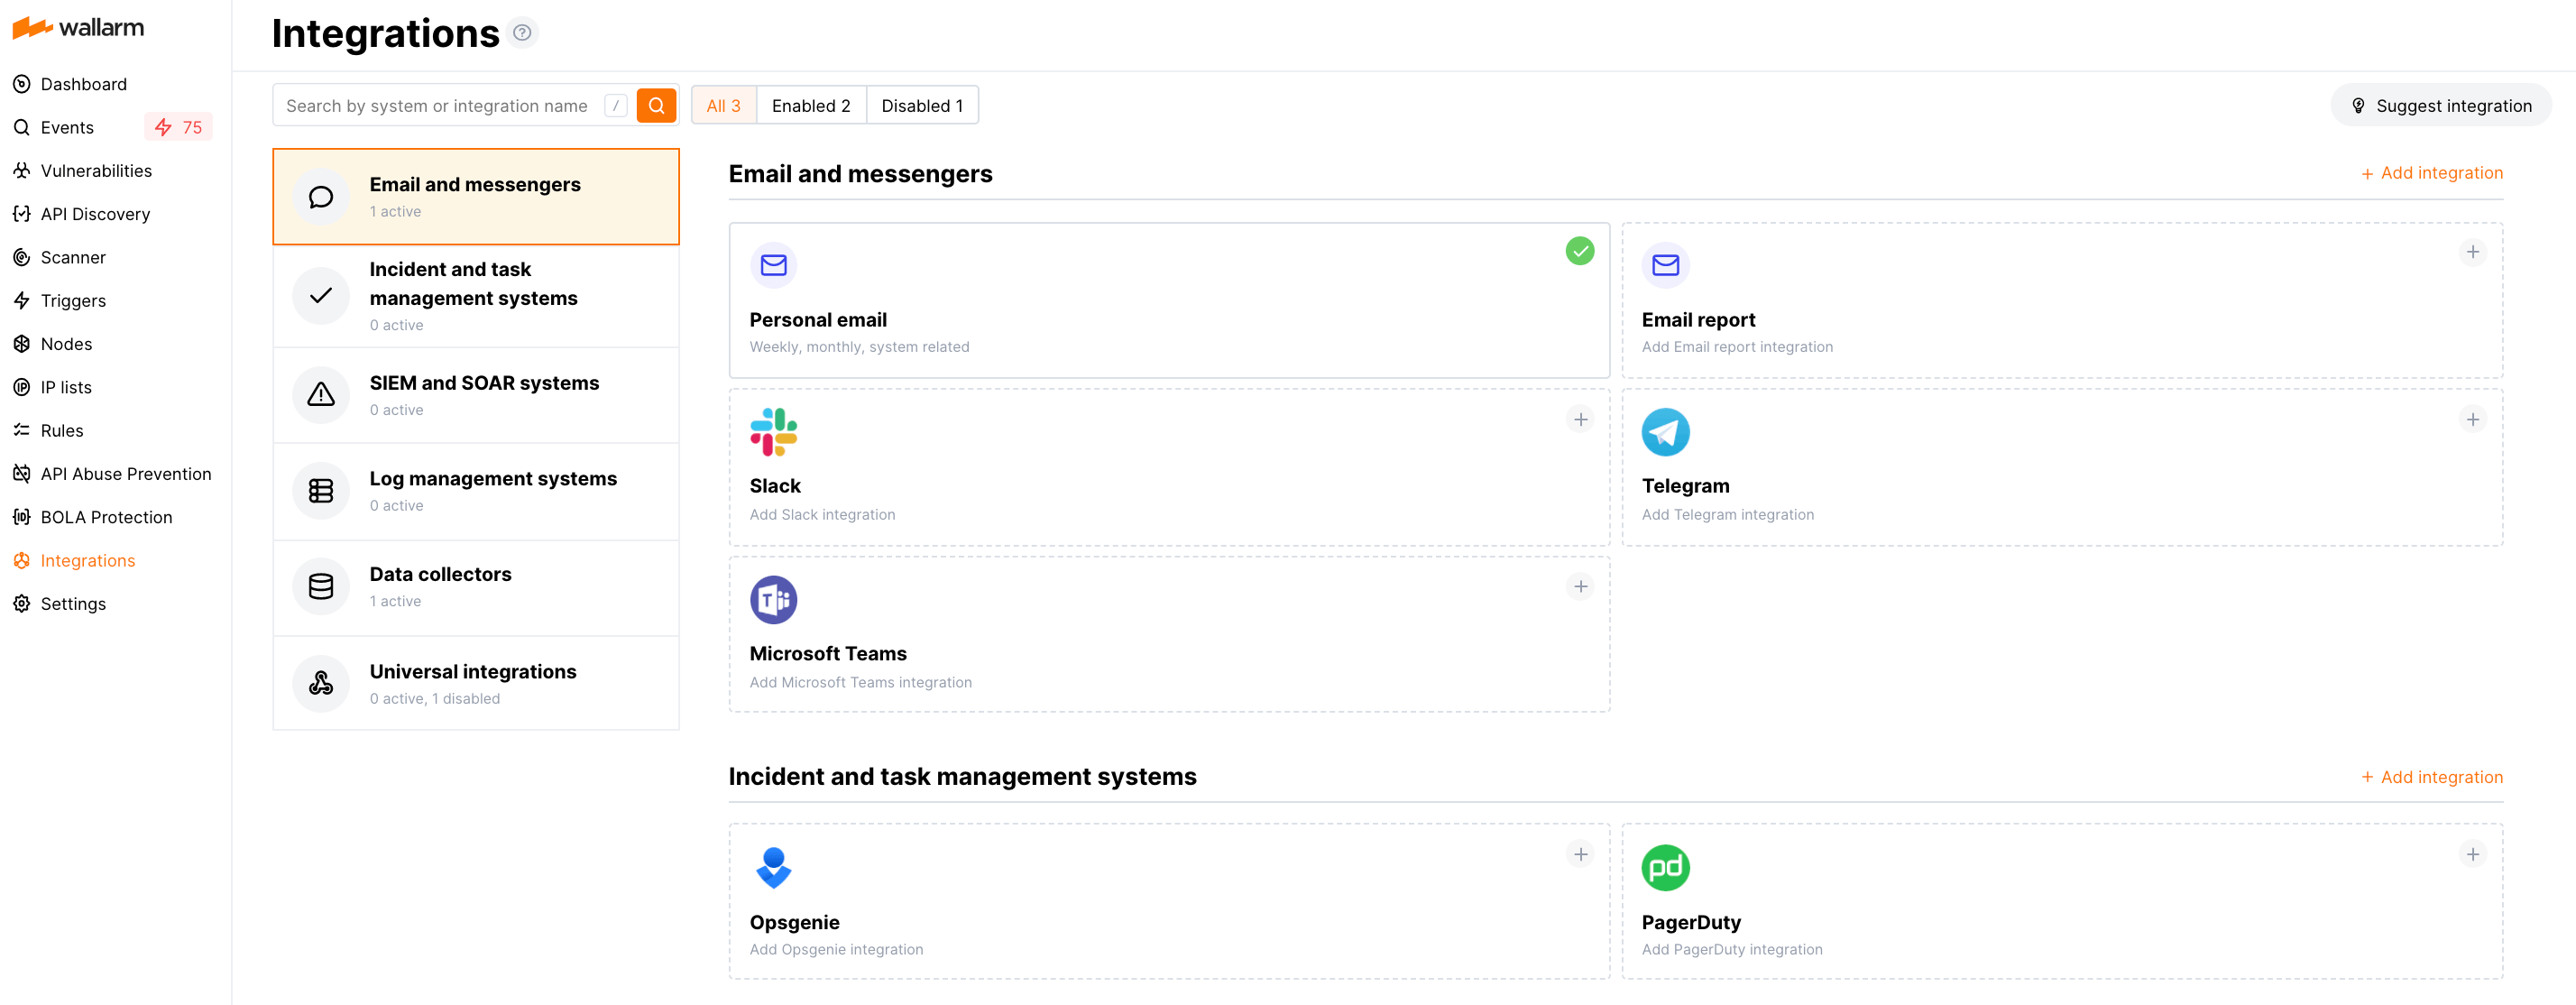 wallarm
Dashboard
Events 75
Vulnerabilities
API Discovery
Scanner
Triggers
Nodes
IP lists
Rules
API Abuse Prevention
BOLA Protection
Integrations
Settings
Integrations ?
Search by system or integration name /
All 3 Enabled 2 Disabled 1
Suggest integration
Email and messengers
1 active
Incident and task
management systems
0 active
SIEM and SOAR systems
0 active
Log management systems
0 active
Data collectors
1 active
Universal integrations
0 active, 1 disabled
Email and messengers
+ Add integration
Personal email
Weekly, monthly, system related
Email report
Add Email report integration
Slack
Add Slack integration
Telegram
Add Telegram integration
Microsoft Teams
Add Microsoft Teams integration
Incident and task management systems
+ Add integration
Opsgenie
Add Opsgenie integration
pd
PagerDuty
Add PagerDuty integration